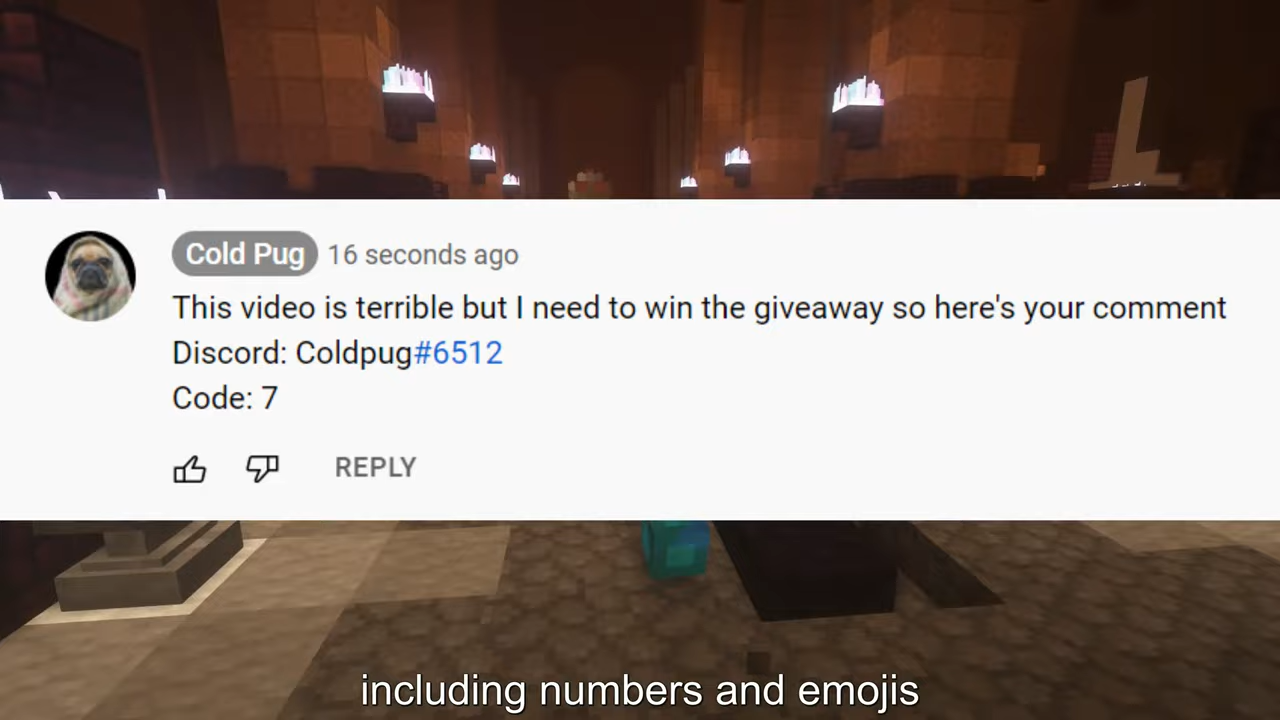 Cold Pug 16 seconds ago
This video is terrible but I need to win the giveaway so here's your comment
Discord: Coldpug#6512
Code: 7
REPLY
including numbers and emojis